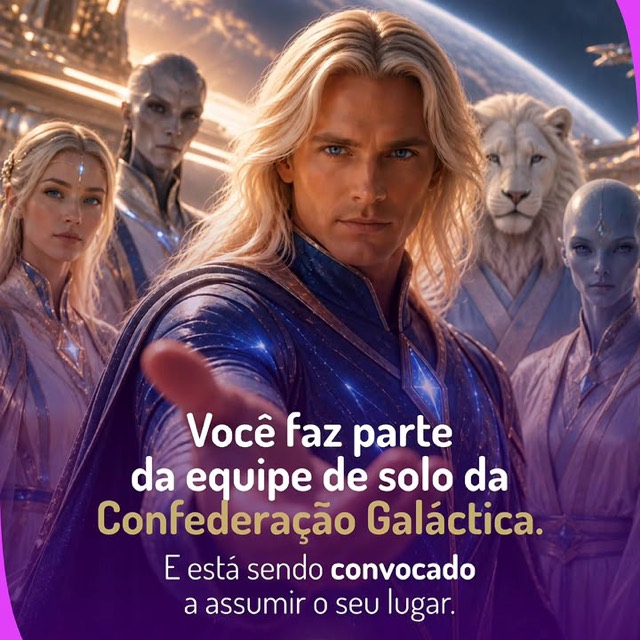 Você faz parte
da equipe de solo da
Confederação Galáctica.
E está sendo convocado
a assumir o seu lugar.